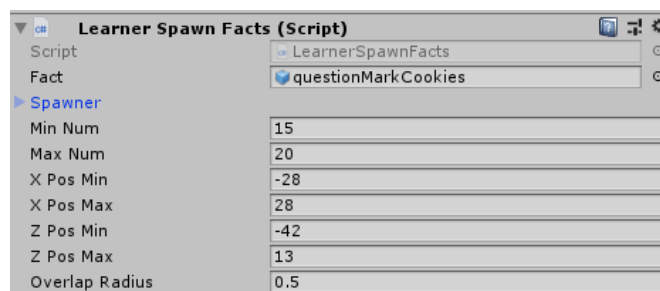 c# Learner Spawn Facts (Script)
Script LearnerSpawnFacts
Fact questionMarkCookies
Spawner
Min Num 15
Max Num 20
X Pos Min -28
X Pos Max 28
Z Pos Min -42
Z Pos Max 13
Overlap Radius 0.5